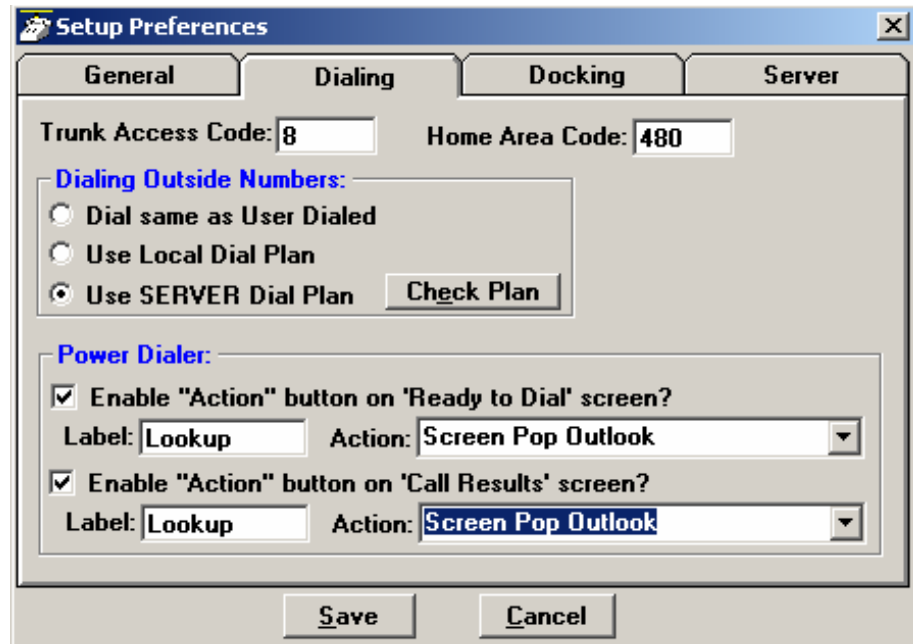 Setup Preferences
General Dialing Docking Server
Trunk Access Code: 8 Home Area Code: 480
Dialing Outside Numbers:
Dial same as User Dialed
Use Local Dial Plan
Use SERVER Dial Plan Check Plan
Power Dialer:
Enable "Action" button on 'Ready to Dial' screen?
Label: Lookup Action: Screen Pop Outlook
Enable "Action" button on 'Call Results' screen?
Label: Lookup Action: Screen Pop Outlook
Save Cancel